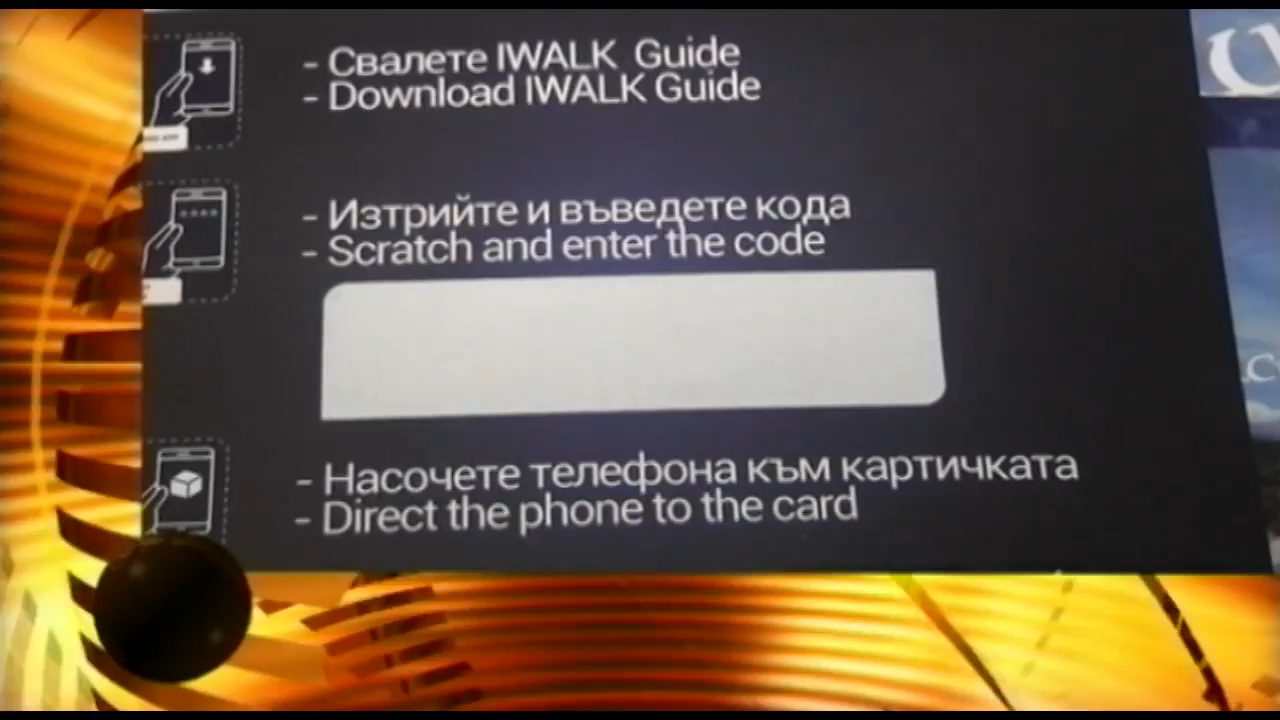 - Свалете IWALK Guide
- Download IWALK Guide
****
- Изтрийте и въведете кода
- Scratch and enter the code
- Насочете телефона към картичката
- Direct the phone to the card